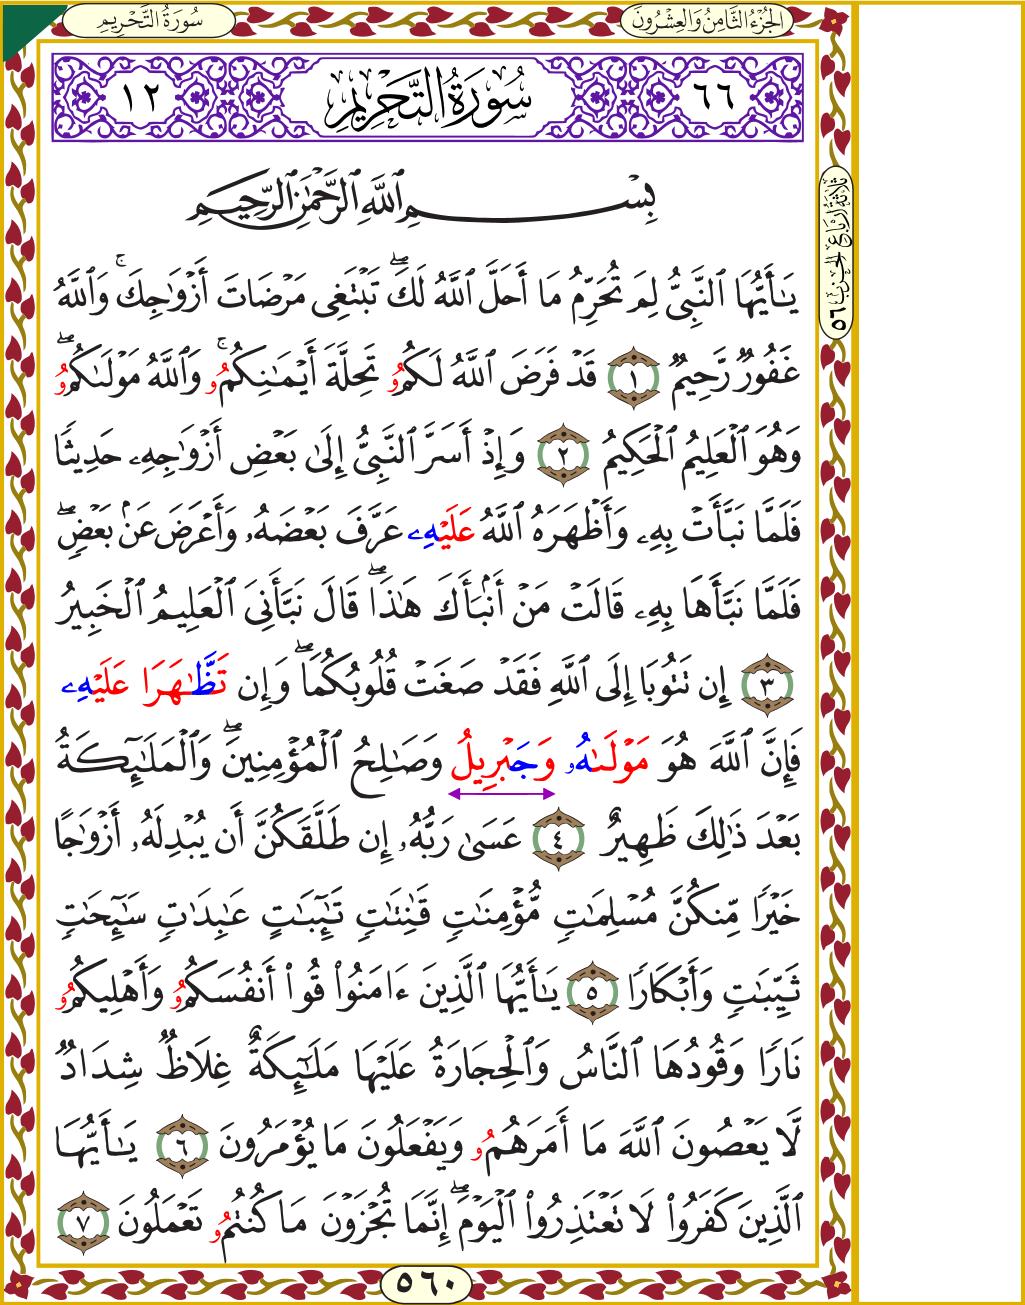 سُورَةُ التَّحْرِيمِ
الجُزْءُ الثَّامِنُ وَالعِشْرُونَ
٦٦ سُورَةُ التَّحْرِيمِ ١٢
بِسْمِ ٱللَّهِ ٱلرَّحْمَٰنِ ٱلرَّحِيمِ
يَـٰٓأَيُّهَا ٱلنَّبِىُّ لِمَ تُحَرِّمُ مَا أَحَلَّ ٱللَّهُ لَكَ ۖ تَبْتَغِى مَرْضَاتَ أَزْوَٰجِكَ ۚ وَٱللَّهُ
غَفُورٌ رَّحِيمٌ ١ قَدْ فَرَضَ ٱللَّهُ لَكُمُۥ تَحِلَّةَ أَيْمَـٰنِكُمُۥ ۚ وَٱللَّهُ مَوْلَىٰكُمُۥ ۖ
وَهُوَ ٱلْعَلِيمُ ٱلْحَكِيمُ ٢ وَإِذْ أَسَرَّ ٱلنَّبِىُّ إِلَىٰ بَعْضِ أَزْوَٰجِهِۦ حَدِيثًا
فَلَمَّا نَبَّأَتْ بِهِۦ وَأَظْهَرَهُ ٱللَّهُ عَلَيْهِۦ عَرَّفَ بَعْضَهُۥ وَأَعْرَضَ عَنۢ بَعْضٍ ۖ
فَلَمَّا نَبَّأَهَا بِهِۦ قَالَتْ مَنْ أَنۢبَأَكَ هَـٰذَا ۖ قَالَ نَبَّأَنِىَ ٱلْعَلِيمُ ٱلْخَبِيرُ
٣ إِن تَتُوبَا إِلَى ٱللَّهِ فَقَدْ صَغَتْ قُلُوبُكُمَا ۖ وَإِن تَظَّـٰهَرَا عَلَيْهِۦ
فَإِنَّ ٱللَّهَ هُوَ مَوْلَىٰهُۥ وَجَبْرِيلُ وَصَـٰلِحُ ٱلْمُؤْمِنِينَ ۖ وَٱلْمَلَـٰٓئِكَةُ
بَعْدَ ذَٰلِكَ ظَهِيرٌ ٤ عَسَىٰ رَبُّهُۥ إِن طَلَّقَكُنَّ أَن يُبْدِلَهُۥ أَزْوَٰجًا
خَيْرًا مِّنكُنَّ مُسْلِمَـٰتٍ مُّؤْمِنَـٰتٍ قَـٰنِتَـٰتٍ تَـٰٓئِبَـٰتٍ عَـٰبِدَٰتٍ سَـٰٓئِحَـٰتٍ
ثَيِّبَـٰتٍ وَأَبْكَارًا ٥ يَـٰٓأَيُّهَا ٱلَّذِينَ ءَامَنُوا۟ قُوا۟ أَنفُسَكُمُۥ وَأَهْلِيكُمُۥ
نَارًا وَقُودُهَا ٱلنَّاسُ وَٱلْحِجَارَةُ عَلَيْهَا مَلَـٰٓئِكَةٌ غِلَاظٌ شِدَادٌ
لَّا يَعْصُونَ ٱللَّهَ مَا أَمَرَهُمُۥ وَيَفْعَلُونَ مَا يُؤْمَرُونَ ٦ يَـٰٓأَيُّهَا
ٱلَّذِينَ كَفَرُوا۟ لَا تَعْتَذِرُوا۟ ٱلْيَوْمَ ۖ إِنَّمَا تُجْزَوْنَ مَا كُنتُمُۥ تَعْمَلُونَ ٧
ثَلَاثَةُ أَرْبَاعِ الحِزْبِ ٥٦
٥٦٠